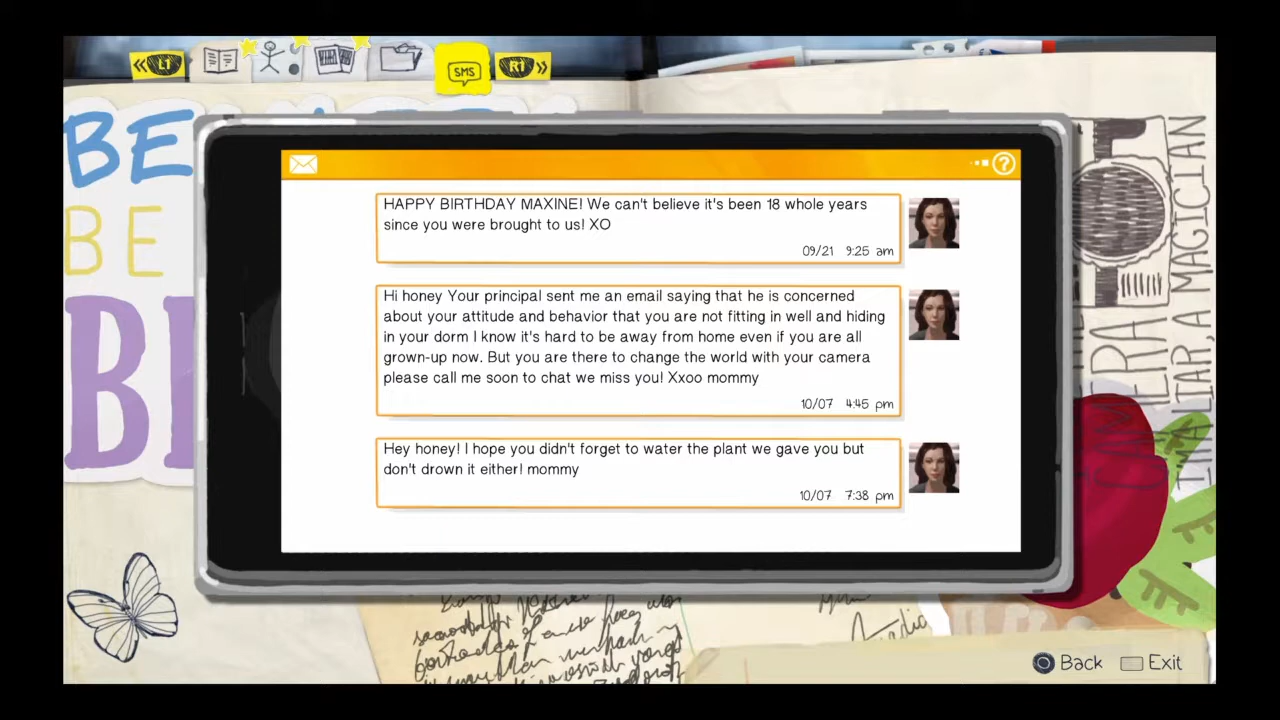 L1
SMS
R1
BE
BE
HAPPY BIRTHDAY MAXINE! We can't believe it's been 18 whole years
since you were brought to us! XO
09/21 9:25 am
Hi honey Your principal sent me an email saying that he is concerned
about your attitude and behavior that you are not fitting in well and hiding
in your dorm I know it's hard to be away from home even if you are all
grown-up now. But you are there to change the world with your camera
please call me soon to chat we miss you! Xxoo mommy
10/07 4:45 pm
Hey honey! I hope you didn't forget to water the plant we gave you but
don't drown it either! mommy
10/07 7:38 pm
A MAGICIAN
Back
Exit